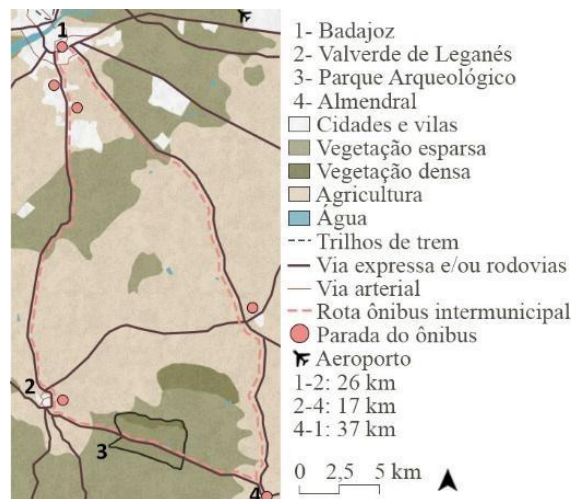 1
2
3
4
1- Badajoz
2- Valverde de Leganés
3- Parque Arqueológico
4- Almendral
Cidades e vilas
Vegetação esparsa
Vegetação densa
Agricultura
Água
Trilhos de trem
Via expressa e/ou rodovias
Via arterial
Rota ônibus intermunicipal
Parada do ônibus
Aeroporto
1-2: 26 km
2-4: 17 km
4-1: 37 km
0 2,5 5 km